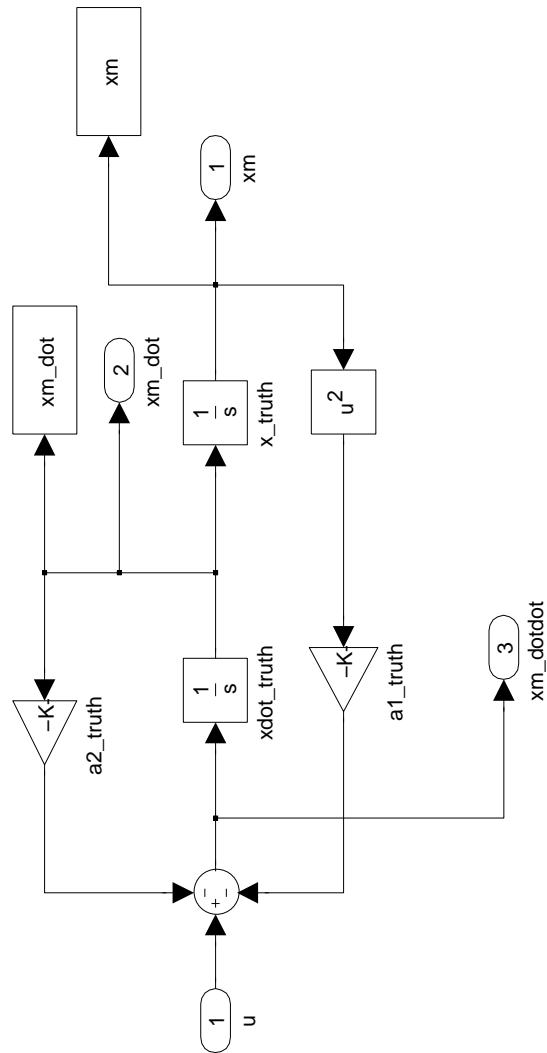 1
u
− + −
a2_truth
−K-
xm_dot
2
xm_dot
1
s
xdot_truth
1
s
x_truth
xm
1
xm
u2
−K-
a1_truth
3
xm_dotdot